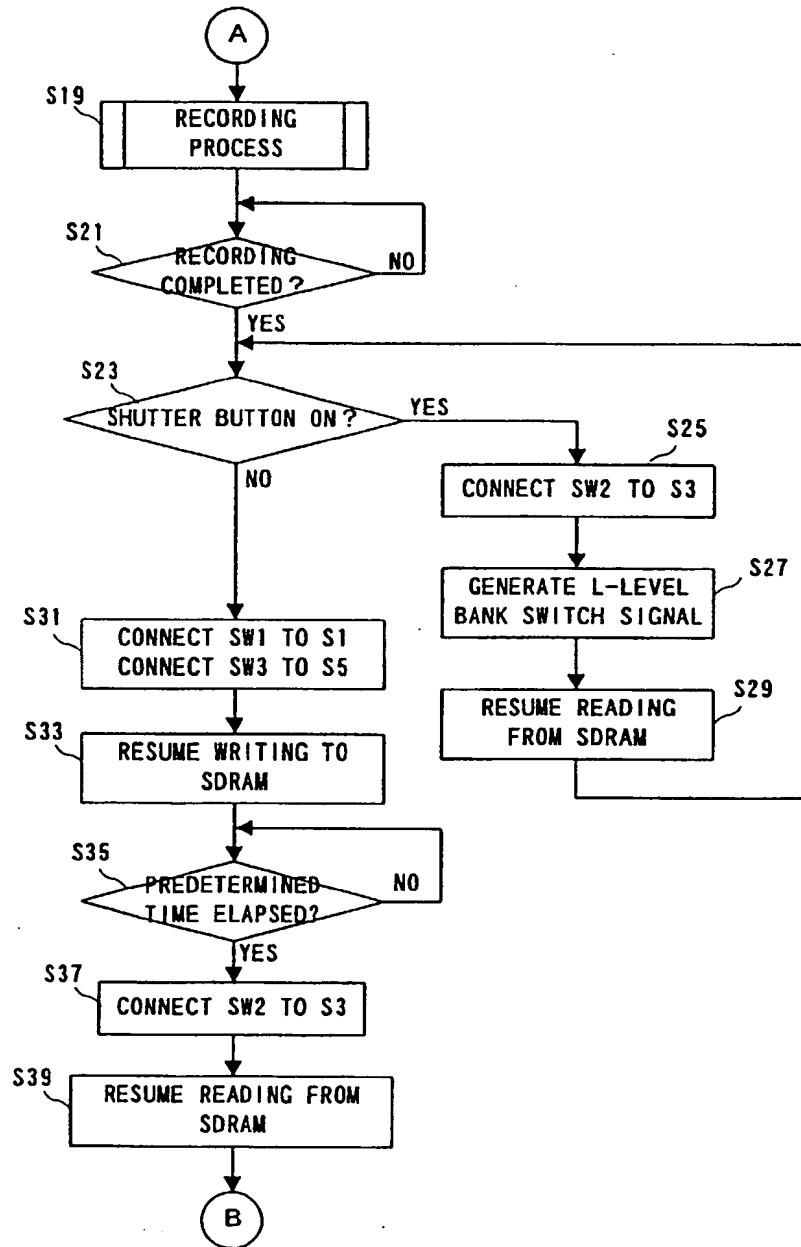 A
S19
RECORDING
PROCESS
S21
RECORDING
COMPLETED?
NO
YES
S23
SHUTTER BUTTON ON?
YES
NO
S25
CONNECT SW2 TO S3
S27
GENERATE L-LEVEL
BANK SWITCH SIGNAL
S29
RESUME READING
FROM SDRAM
S31
CONNECT SW1 TO S1
CONNECT SW3 TO S5
S33
RESUME WRITING TO
SDRAM
S35
PREDETERMINED
TIME ELAPSED?
NO
YES
S37
CONNECT SW2 TO S3
S39
RESUME READING FROM
SDRAM
B